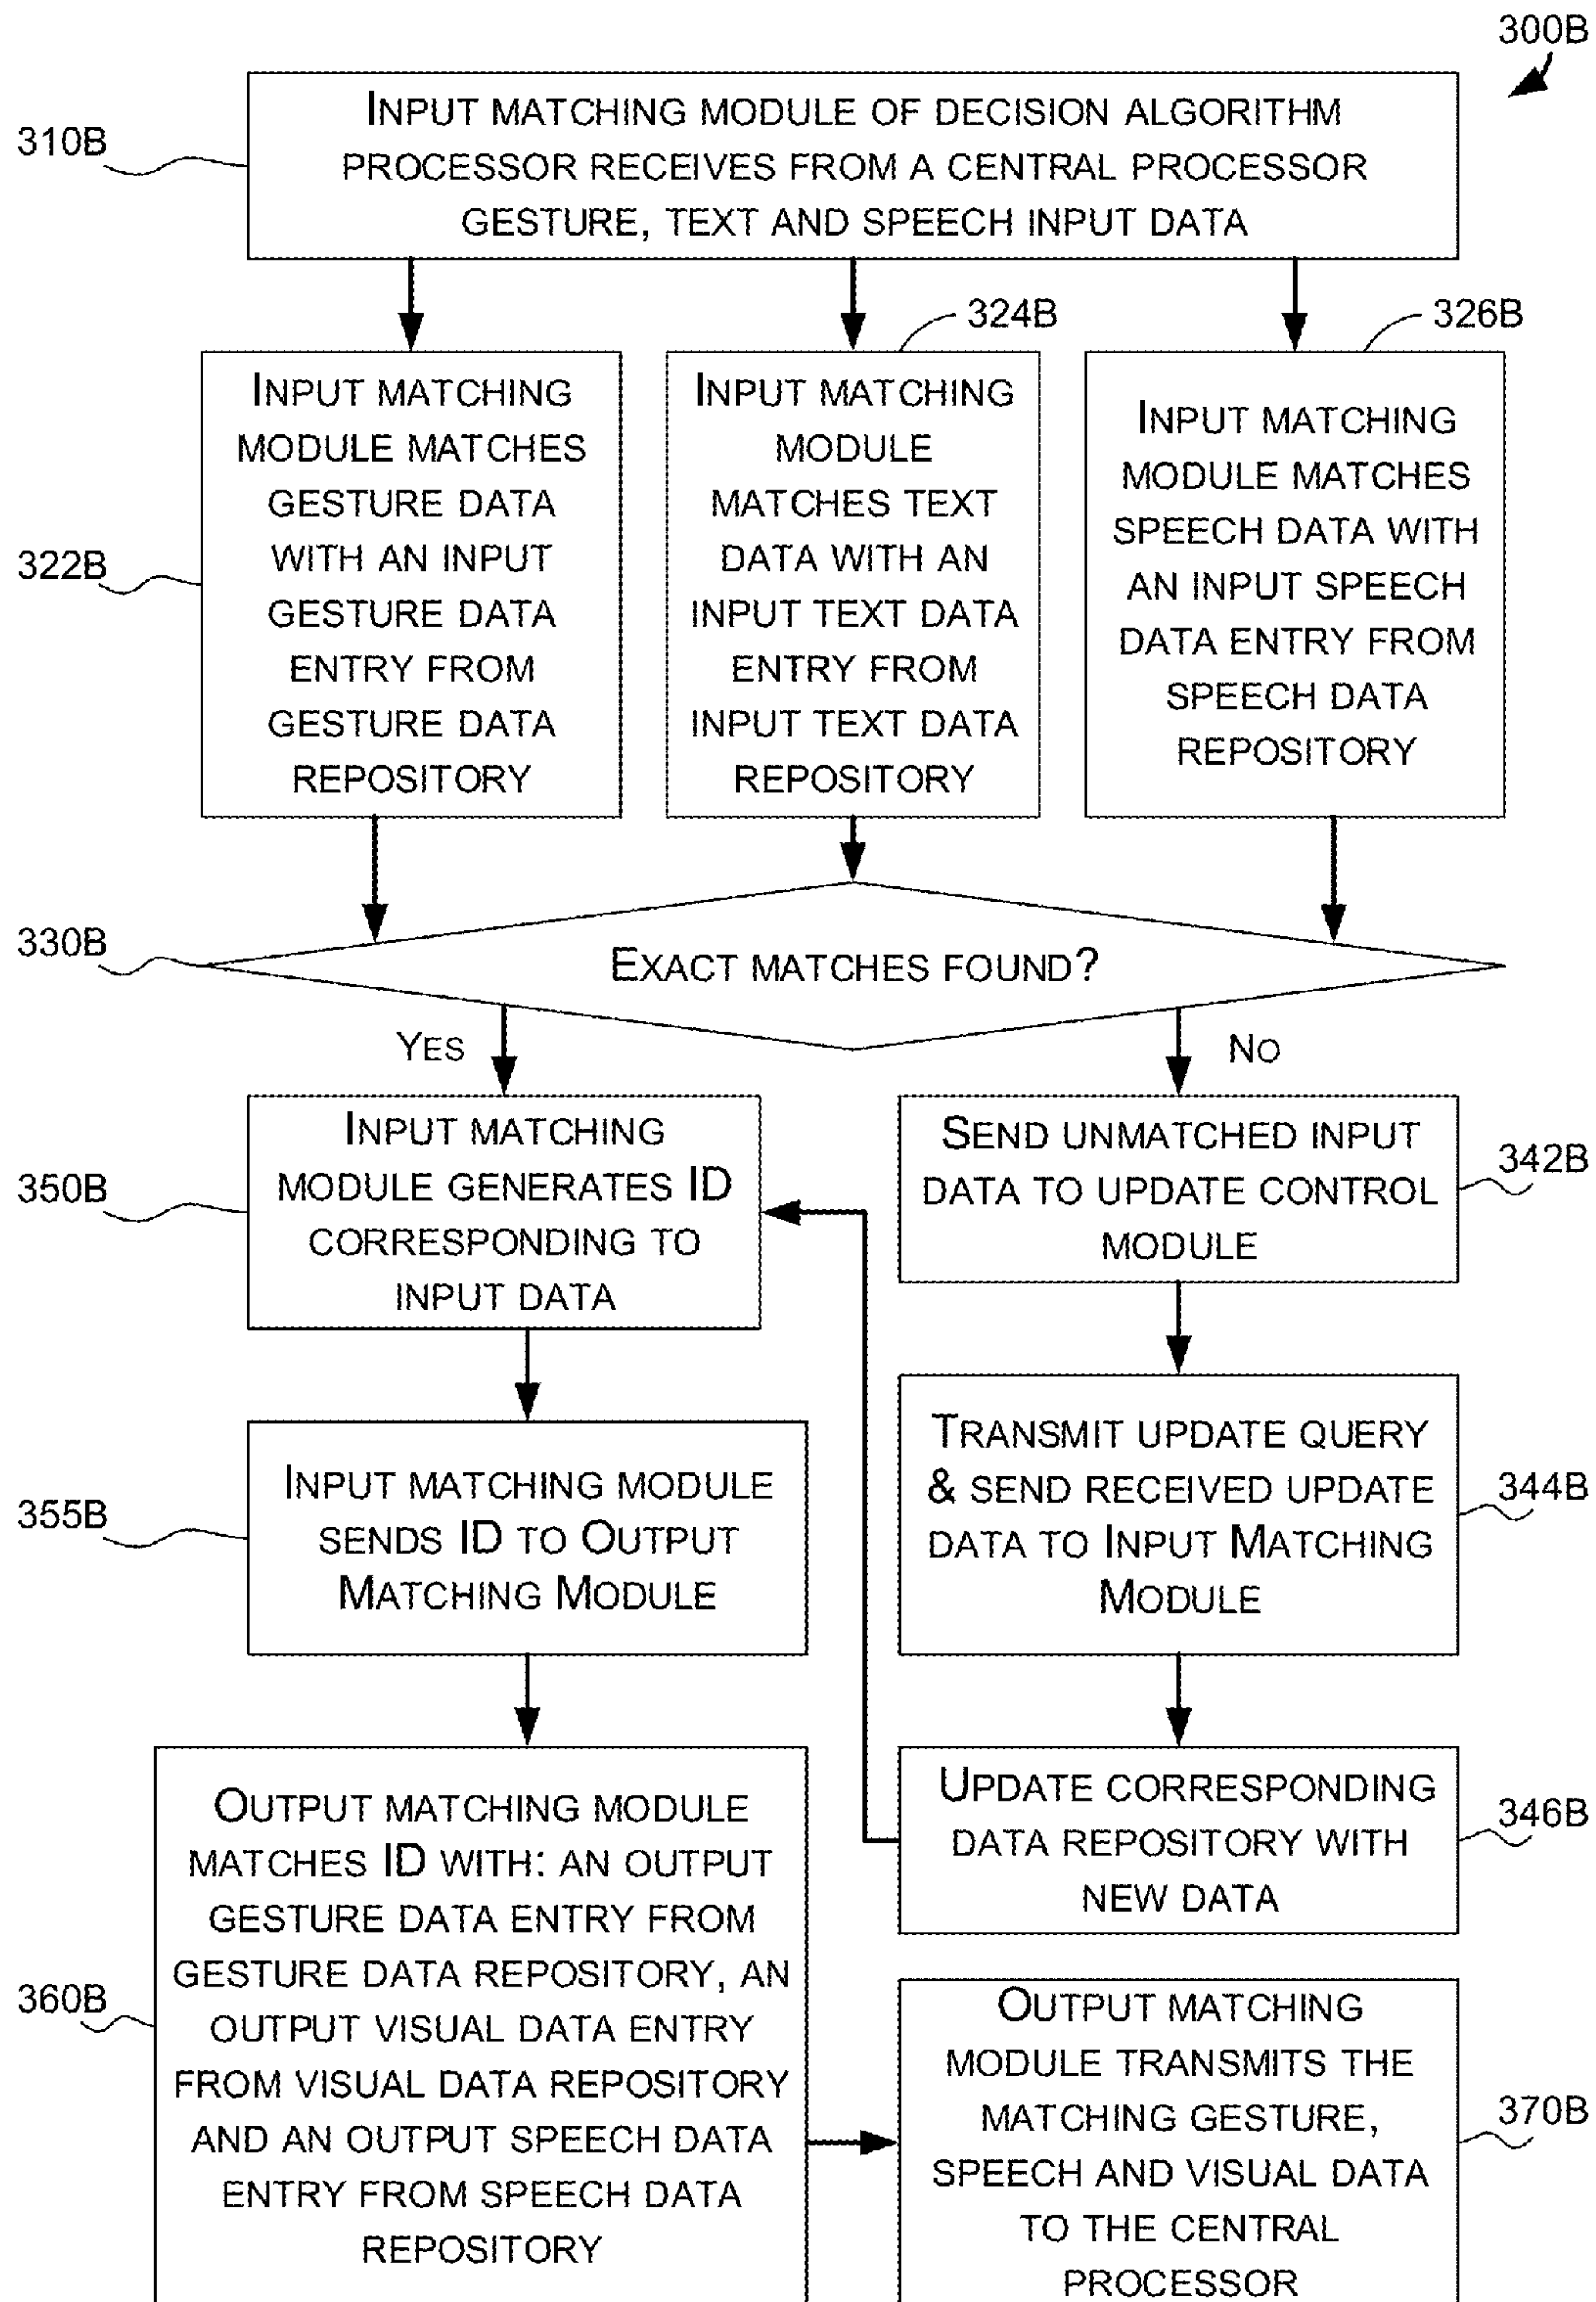 300B
310B
INPUT MATCHING MODULE OF DECISION ALGORITHM
PROCESSOR RECEIVES FROM A CENTRAL PROCESSOR
GESTURE, TEXT AND SPEECH INPUT DATA
322B
INPUT MATCHING
MODULE MATCHES
GESTURE DATA
WITH AN INPUT
GESTURE DATA
ENTRY FROM
GESTURE DATA
REPOSITORY
324B
INPUT MATCHING
MODULE
MATCHES TEXT
DATA WITH AN
INPUT TEXT DATA
ENTRY FROM
INPUT TEXT DATA
REPOSITORY
326B
INPUT MATCHING
MODULE MATCHES
SPEECH DATA WITH
AN INPUT SPEECH
DATA ENTRY FROM
SPEECH DATA
REPOSITORY
330B
EXACT MATCHES FOUND?
YES
NO
350B
INPUT MATCHING
MODULE GENERATES ID
CORRESPONDING TO
INPUT DATA
SEND UNMATCHED INPUT
DATA TO UPDATE CONTROL
MODULE
342B
355B
INPUT MATCHING MODULE
SENDS ID TO OUTPUT
MATCHING MODULE
TRANSMIT UPDATE QUERY
& SEND RECEIVED UPDATE
DATA TO INPUT MATCHING
MODULE
344B
UPDATE CORRESPONDING
DATA REPOSITORY WITH
NEW DATA
346B
360B
OUTPUT MATCHING MODULE
MATCHES ID WITH: AN OUTPUT
GESTURE DATA ENTRY FROM
GESTURE DATA REPOSITORY, AN
OUTPUT VISUAL DATA ENTRY
FROM VISUAL DATA REPOSITORY
AND AN OUTPUT SPEECH DATA
ENTRY FROM SPEECH DATA
REPOSITORY
OUTPUT MATCHING
MODULE TRANSMITS THE
MATCHING GESTURE,
SPEECH AND VISUAL DATA
TO THE CENTRAL
PROCESSOR
370B